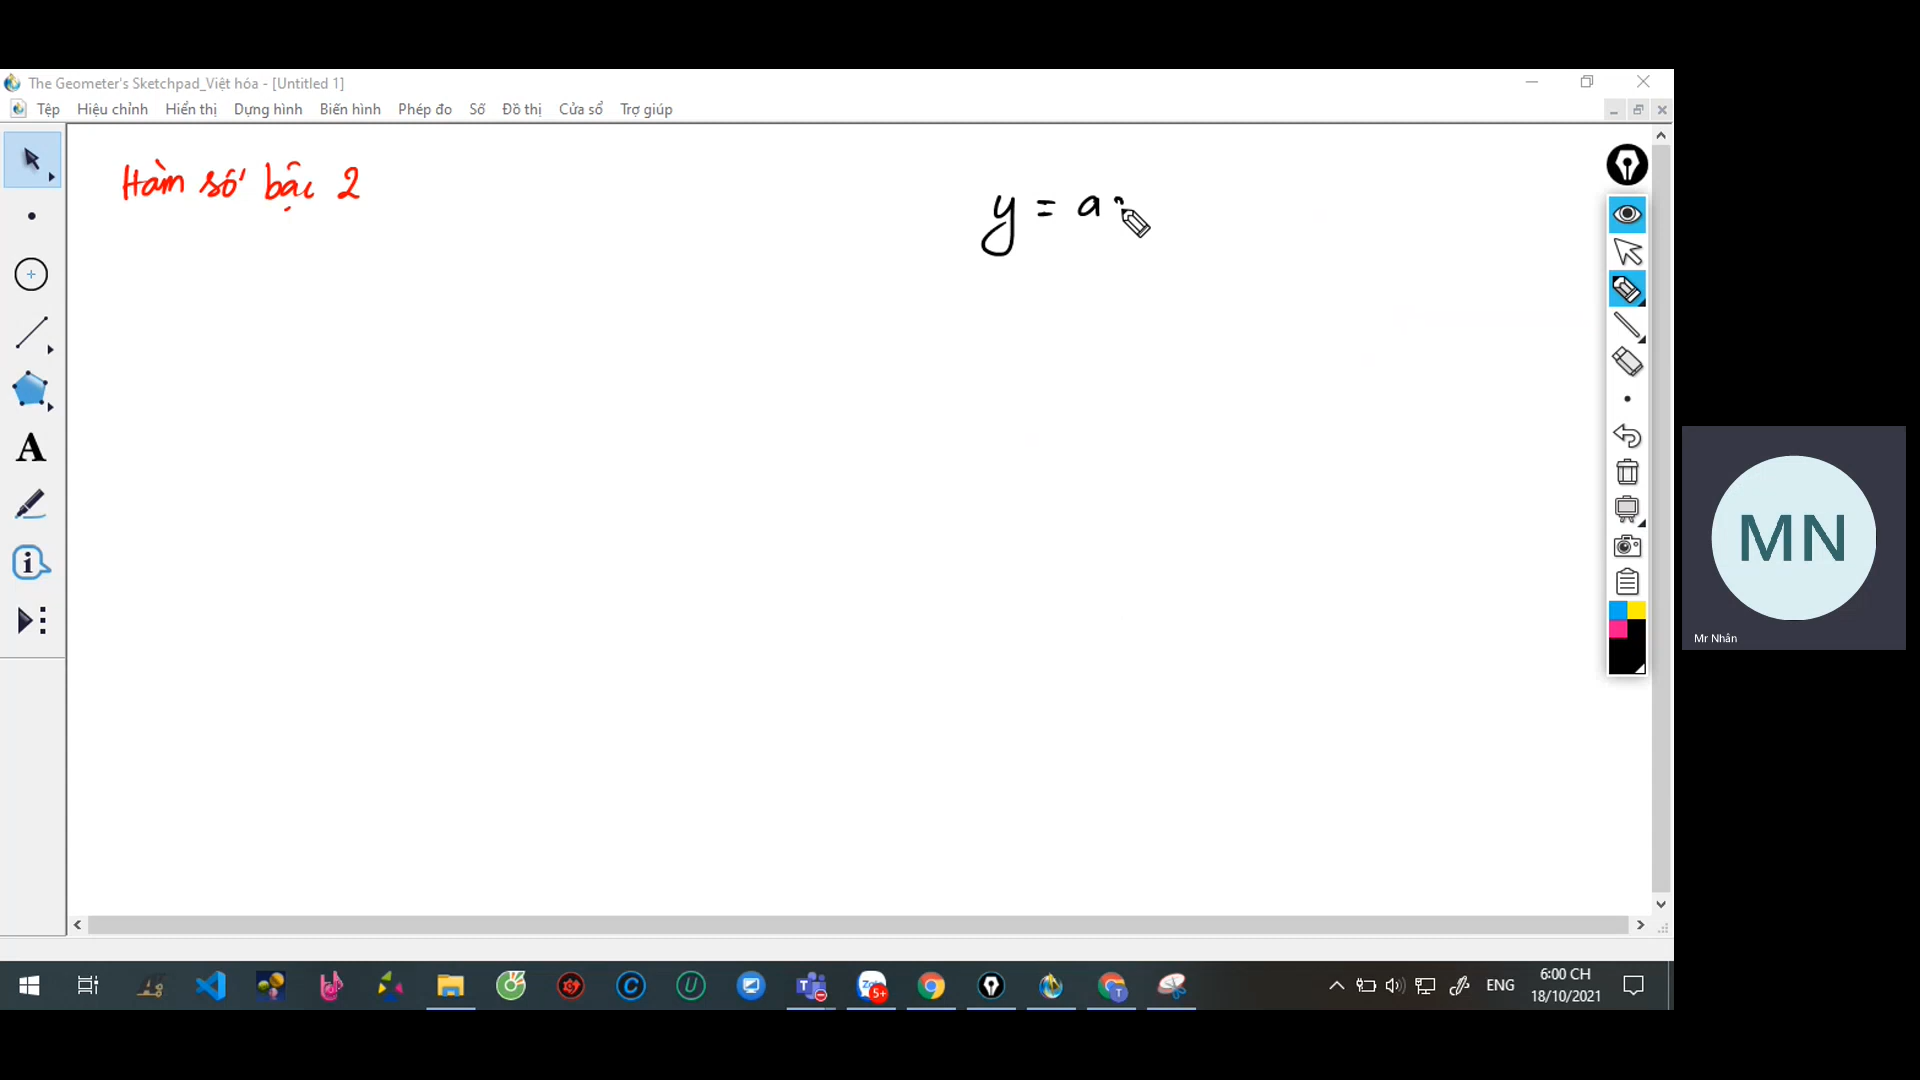 The Geometer's Sketchpad_Việt hóa - [Untitled 1]
Tệp Hiệu chỉnh Hiển thị Dựng hình Biến hình Phép đo Số Đồ thị Cửa sổ Trợ giúp
Hàm số bậc 2
y = a
A
MN
Mr Nhân
5+
ENG
6:00 CH
18/10/2021